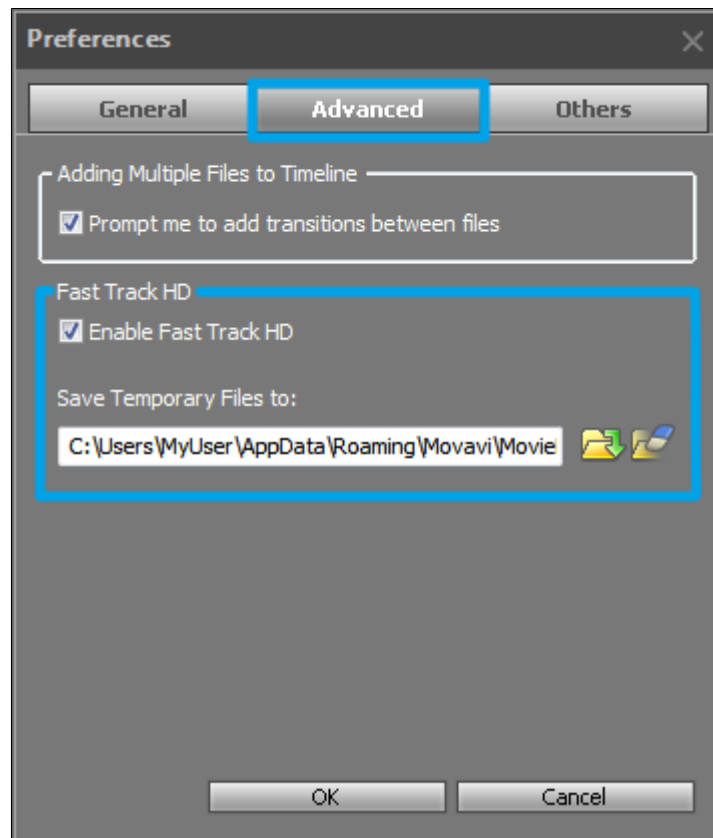 Preferences
General Advanced Others
Adding Multiple Files to Timeline
Prompt me to add transitions between files
Fast Track HD
Enable Fast Track HD
Save Temporary Files to:
C:\Users\MyUser\AppData\Roaming\Movavi\Movie
OK Cancel